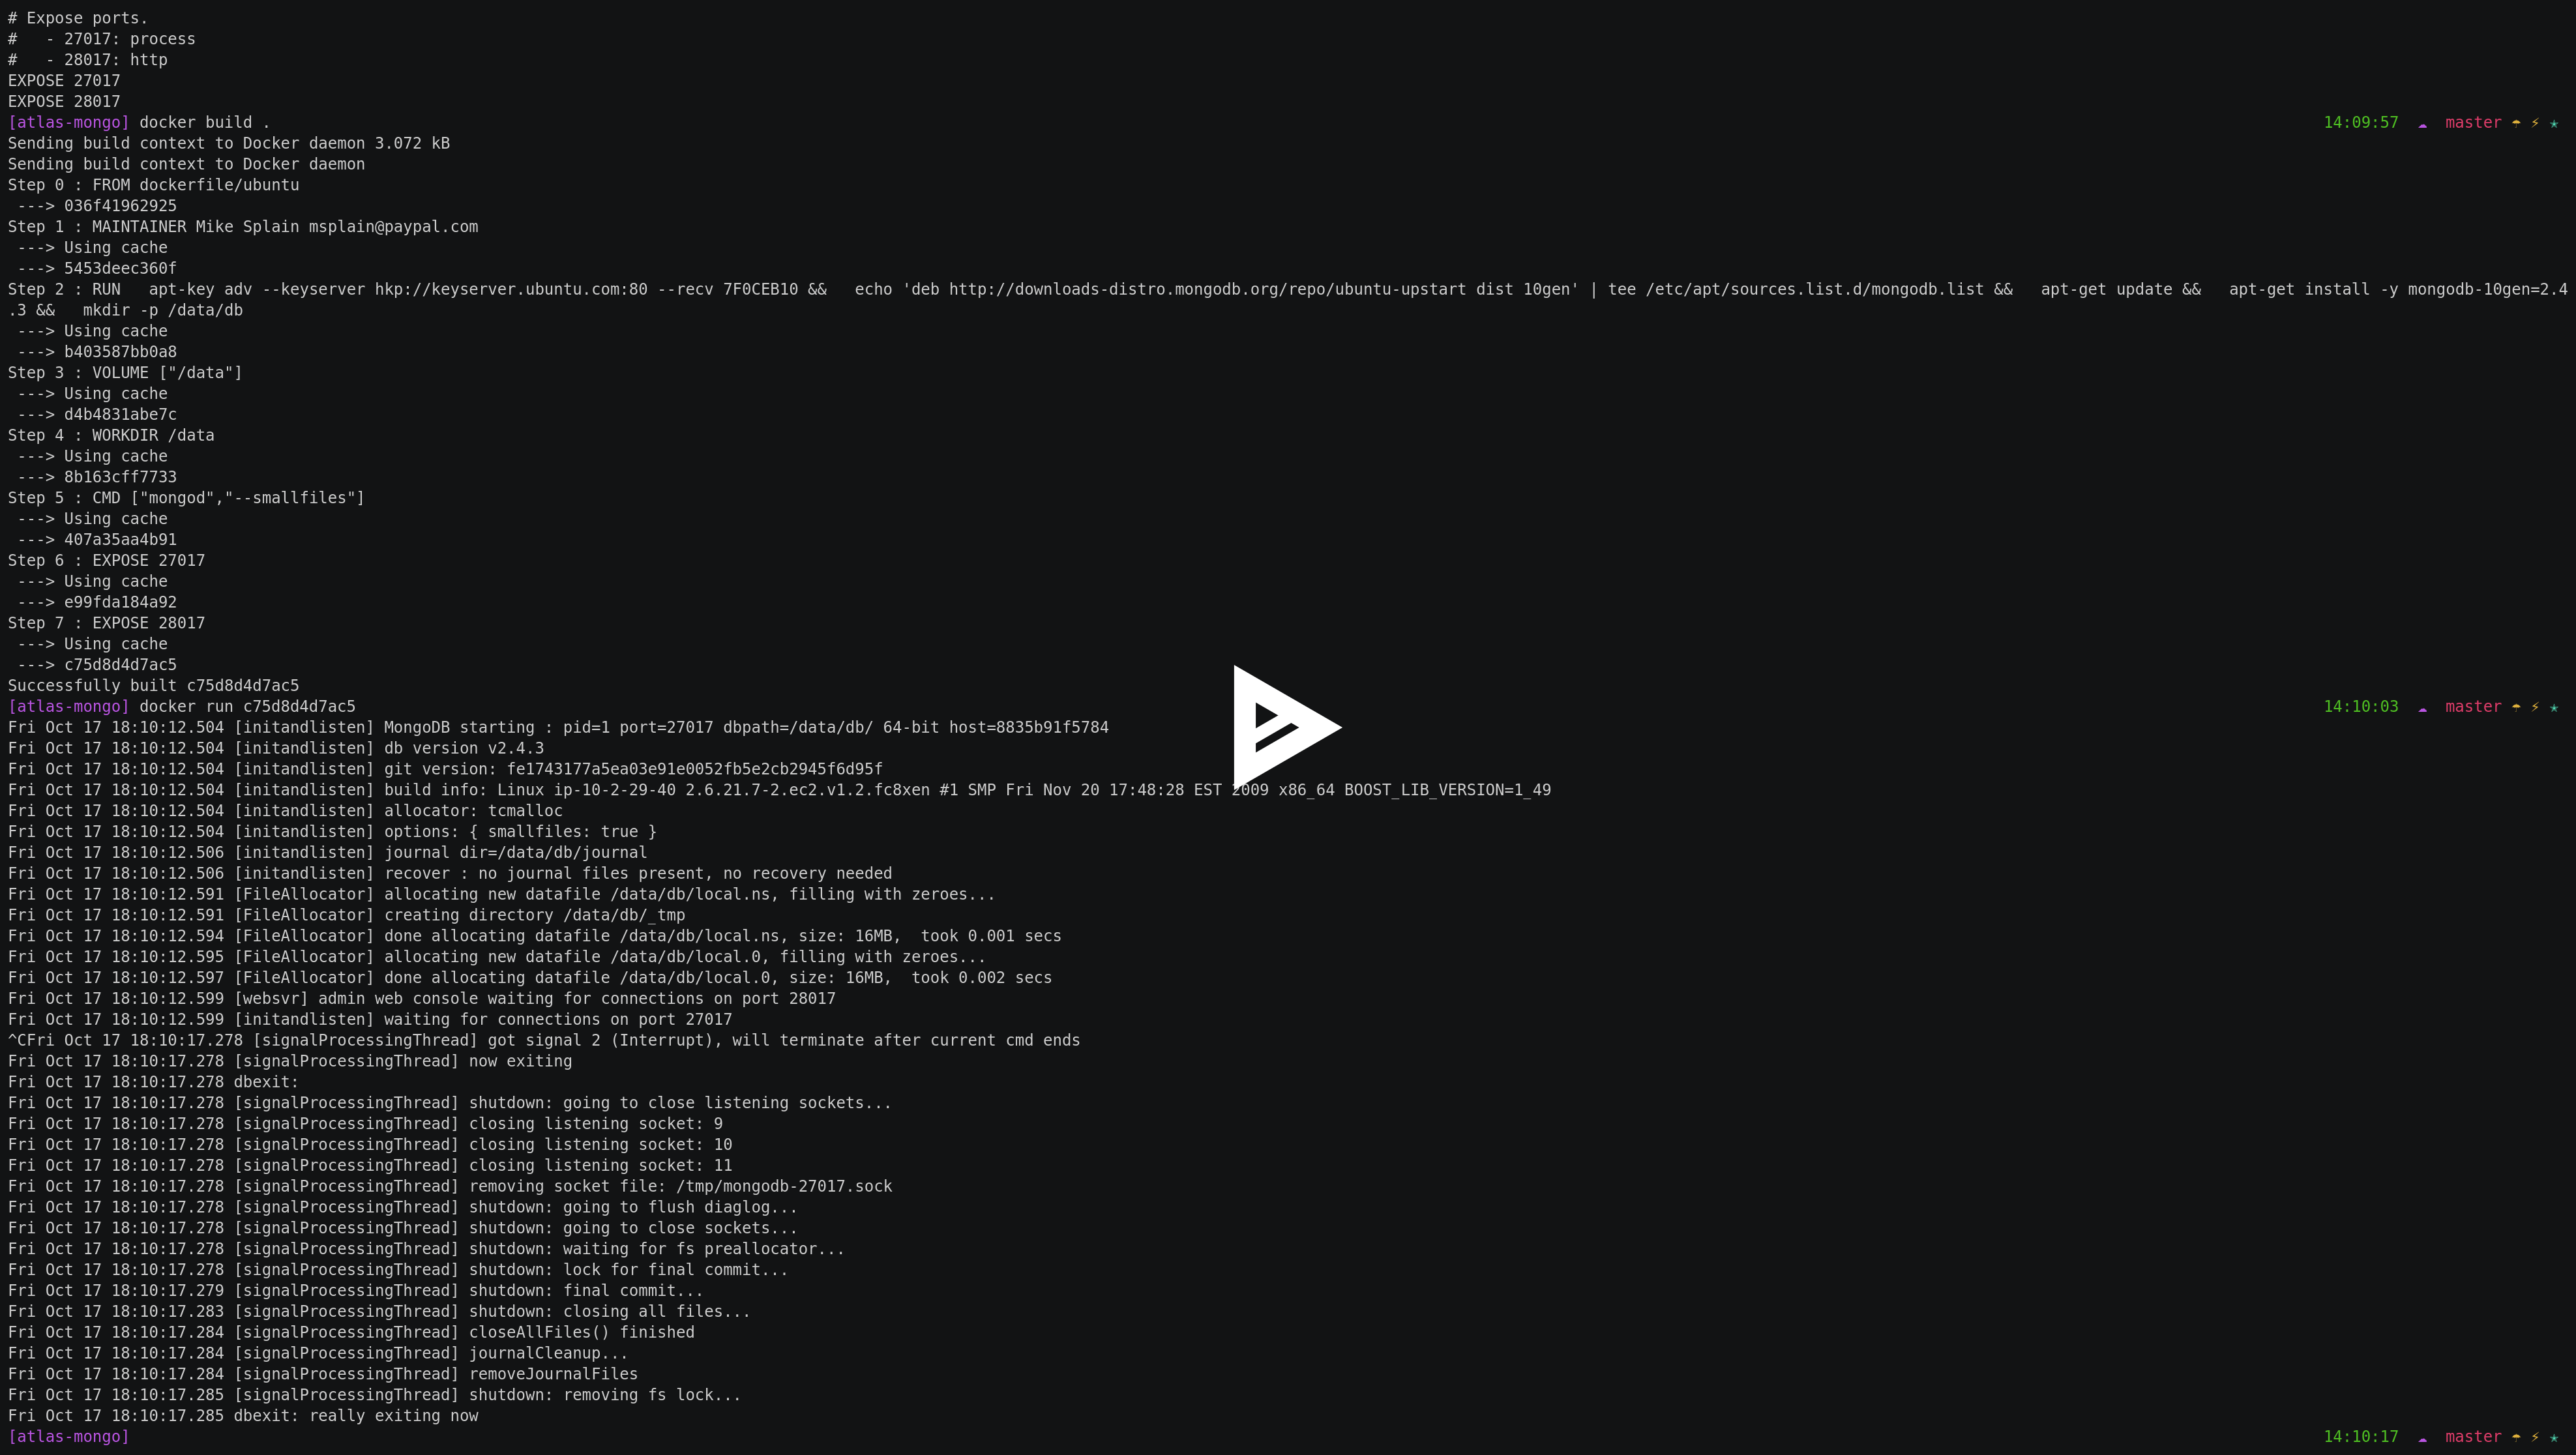 # Expose ports.
#   - 27017: process
#   - 28017: http
EXPOSE 27017
EXPOSE 28017
[atlas-mongo] docker build . 14:09:57 ☁ master ☂ ⚡ ✭
Sending build context to Docker daemon 3.072 kB
Sending build context to Docker daemon
Step 0 : FROM dockerfile/ubuntu
 ---> 036f41962925
Step 1 : MAINTAINER Mike Splain msplain@paypal.com
 ---> Using cache
 ---> 5453deec360f
Step 2 : RUN   apt-key adv --keyserver hkp://keyserver.ubuntu.com:80 --recv 7F0CEB10 &&   echo 'deb http://downloads-distro.mongodb.org/repo/ubuntu-upstart dist 10gen' | tee /etc/apt/sources.list.d/mongodb.list &&   apt-get update &&   apt-get install -y mongodb-10gen=2.4
.3 &&   mkdir -p /data/db
 ---> Using cache
 ---> b403587bb0a8
Step 3 : VOLUME ["/data"]
 ---> Using cache
 ---> d4b4831abe7c
Step 4 : WORKDIR /data
 ---> Using cache
 ---> 8b163cff7733
Step 5 : CMD ["mongod","--smallfiles"]
 ---> Using cache
 ---> 407a35aa4b91
Step 6 : EXPOSE 27017
 ---> Using cache
 ---> e99fda184a92
Step 7 : EXPOSE 28017
 ---> Using cache
 ---> c75d8d4d7ac5
Successfully built c75d8d4d7ac5
[atlas-mongo] docker run c75d8d4d7ac5 14:10:03 ☁ master ☂ ⚡ ✭
Fri Oct 17 18:10:12.504 [initandlisten] MongoDB starting : pid=1 port=27017 dbpath=/data/db/ 64-bit host=8835b91f5784
Fri Oct 17 18:10:12.504 [initandlisten] db version v2.4.3
Fri Oct 17 18:10:12.504 [initandlisten] git version: fe1743177a5ea03e91e0052fb5e2cb2945f6d95f
Fri Oct 17 18:10:12.504 [initandlisten] build info: Linux ip-10-2-29-40 2.6.21.7-2.ec2.v1.2.fc8xen #1 SMP Fri Nov 20 17:48:28 EST 2009 x86_64 BOOST_LIB_VERSION=1_49
Fri Oct 17 18:10:12.504 [initandlisten] allocator: tcmalloc
Fri Oct 17 18:10:12.504 [initandlisten] options: { smallfiles: true }
Fri Oct 17 18:10:12.506 [initandlisten] journal dir=/data/db/journal
Fri Oct 17 18:10:12.506 [initandlisten] recover : no journal files present, no recovery needed
Fri Oct 17 18:10:12.591 [FileAllocator] allocating new datafile /data/db/local.ns, filling with zeroes...
Fri Oct 17 18:10:12.591 [FileAllocator] creating directory /data/db/_tmp
Fri Oct 17 18:10:12.594 [FileAllocator] done allocating datafile /data/db/local.ns, size: 16MB,  took 0.001 secs
Fri Oct 17 18:10:12.595 [FileAllocator] allocating new datafile /data/db/local.0, filling with zeroes...
Fri Oct 17 18:10:12.597 [FileAllocator] done allocating datafile /data/db/local.0, size: 16MB,  took 0.002 secs
Fri Oct 17 18:10:12.599 [websvr] admin web console waiting for connections on port 28017
Fri Oct 17 18:10:12.599 [initandlisten] waiting for connections on port 27017
^CFri Oct 17 18:10:17.278 [signalProcessingThread] got signal 2 (Interrupt), will terminate after current cmd ends
Fri Oct 17 18:10:17.278 [signalProcessingThread] now exiting
Fri Oct 17 18:10:17.278 dbexit:
Fri Oct 17 18:10:17.278 [signalProcessingThread] shutdown: going to close listening sockets...
Fri Oct 17 18:10:17.278 [signalProcessingThread] closing listening socket: 9
Fri Oct 17 18:10:17.278 [signalProcessingThread] closing listening socket: 10
Fri Oct 17 18:10:17.278 [signalProcessingThread] closing listening socket: 11
Fri Oct 17 18:10:17.278 [signalProcessingThread] removing socket file: /tmp/mongodb-27017.sock
Fri Oct 17 18:10:17.278 [signalProcessingThread] shutdown: going to flush diaglog...
Fri Oct 17 18:10:17.278 [signalProcessingThread] shutdown: going to close sockets...
Fri Oct 17 18:10:17.278 [signalProcessingThread] shutdown: waiting for fs preallocator...
Fri Oct 17 18:10:17.278 [signalProcessingThread] shutdown: lock for final commit...
Fri Oct 17 18:10:17.279 [signalProcessingThread] shutdown: final commit...
Fri Oct 17 18:10:17.283 [signalProcessingThread] shutdown: closing all files...
Fri Oct 17 18:10:17.284 [signalProcessingThread] closeAllFiles() finished
Fri Oct 17 18:10:17.284 [signalProcessingThread] journalCleanup...
Fri Oct 17 18:10:17.284 [signalProcessingThread] removeJournalFiles
Fri Oct 17 18:10:17.285 [signalProcessingThread] shutdown: removing fs lock...
Fri Oct 17 18:10:17.285 dbexit: really exiting now
[atlas-mongo] 14:10:17 ☁ master ☂ ⚡ ✭